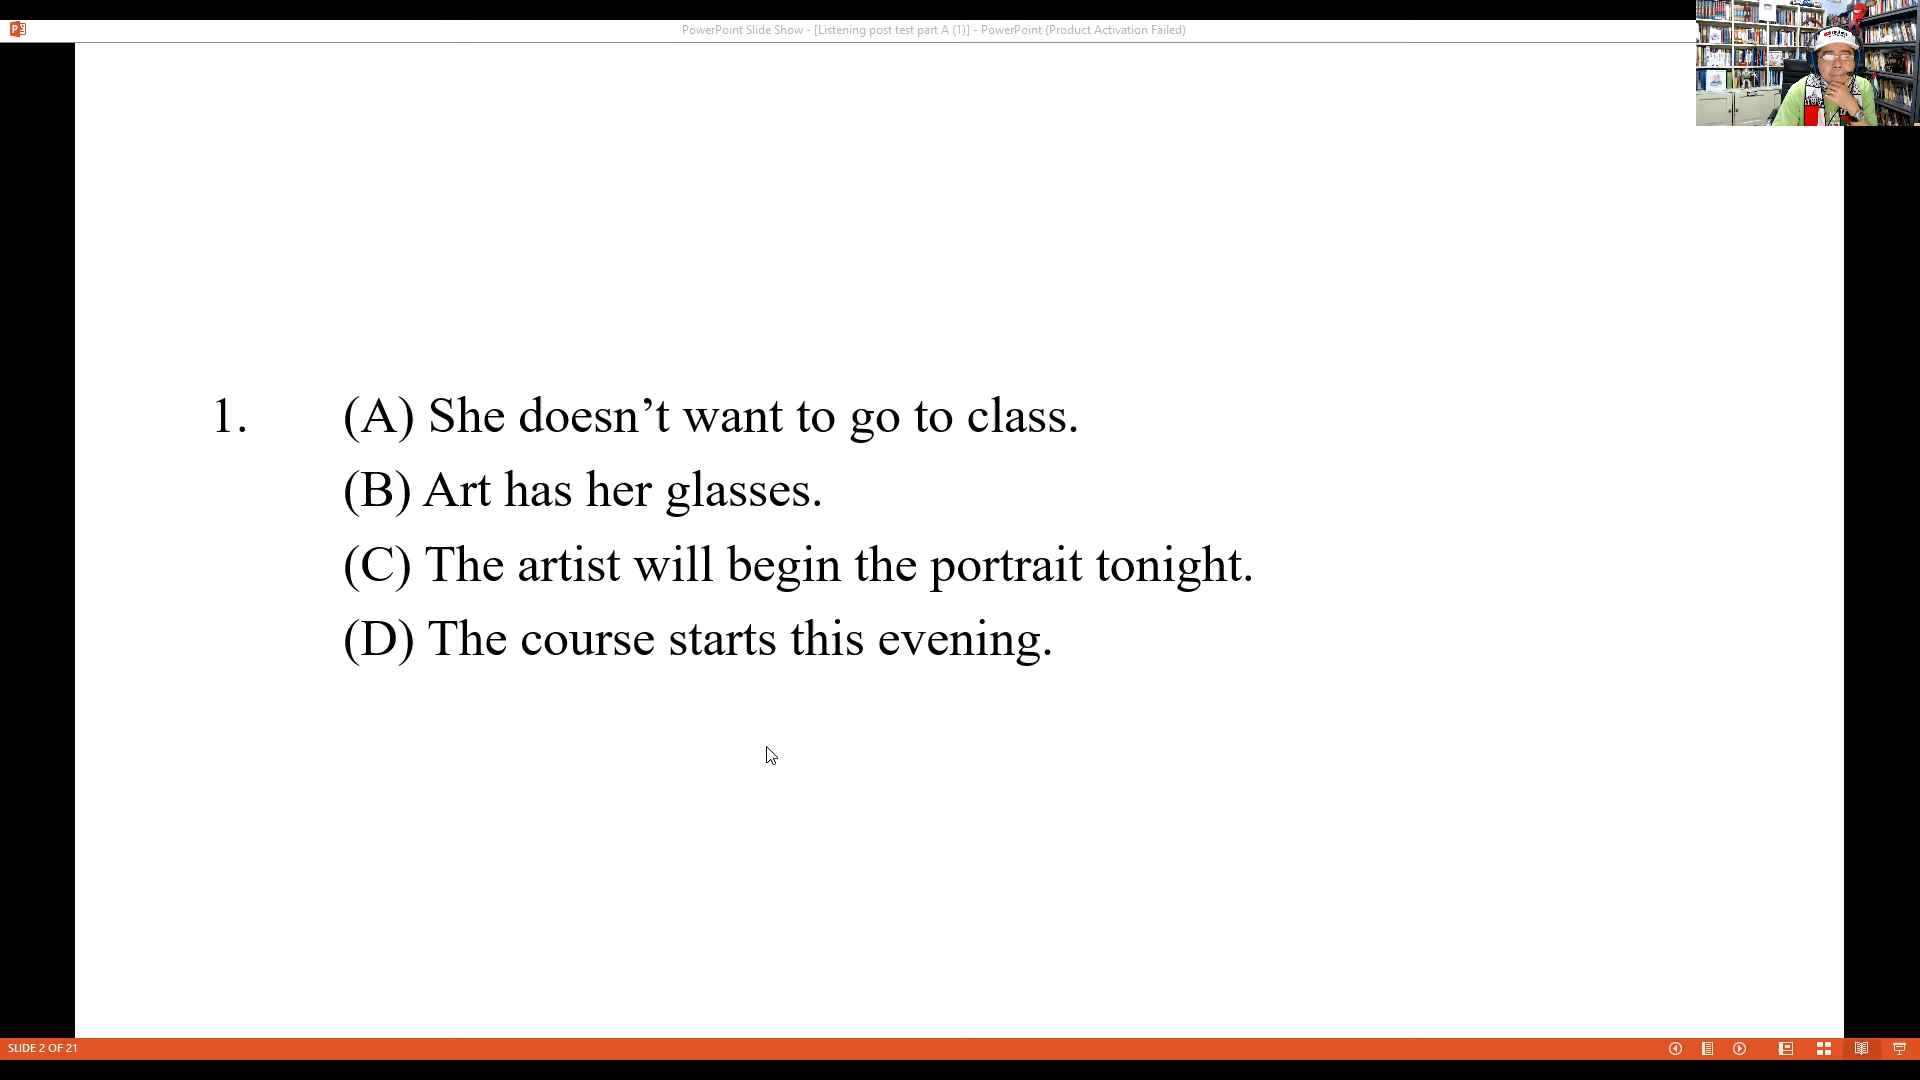 PowerPoint Slide Show - [Listening post test part A (1)] - PowerPoint (Product Activation Failed)
1. (A) She doesn’t want to go to class.
(B) Art has her glasses.
(C) The artist will begin the portrait tonight.
(D) The course starts this evening.
SLIDE 2 OF 21